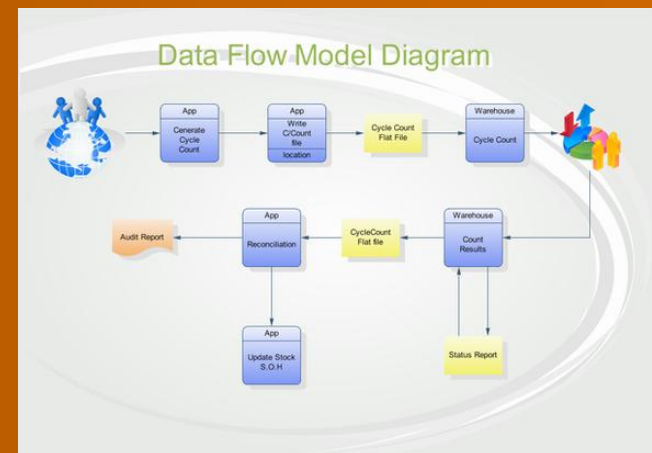 Data Flow Model Diagram
App
Cenerate
Cycle
Count
App
Write
C/Count
file
location
Cycle Count
Flat File
Warehouse
Cycle Count
Audit Report
App
Reconciliation
CycleCount
Flat file
Warehouse
Count
Results
App
Update Stock
S.O.H
Status Report